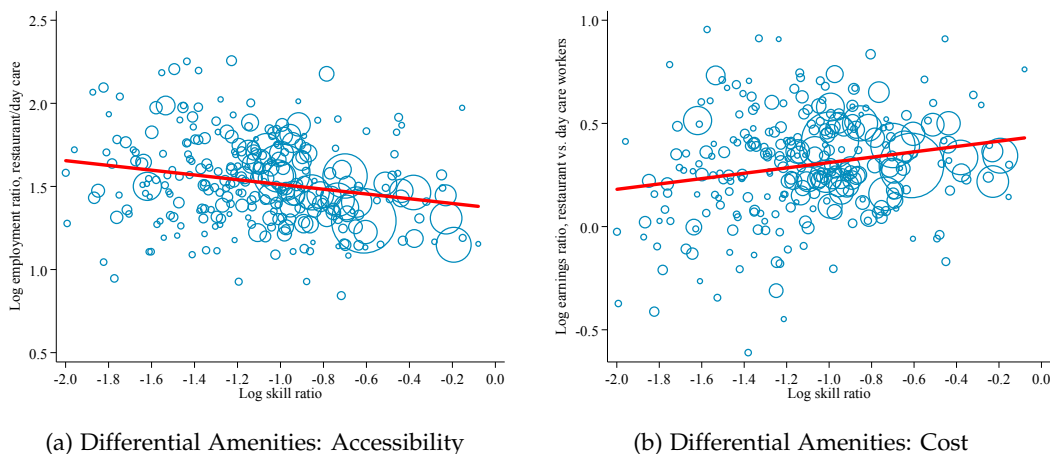 2.5
2.0
1.5
1.0
0.5
Log employment ratio, restaurant/day care
-2.0 -1.8 -1.6 -1.4 -1.2 -1.0 -0.8 -0.6 -0.4 -0.2 0.0
Log skill ratio
(a) Differential Amenities: Accessibility
1.0
0.5
0.0
-0.5
Log earnings ratio, restaurant vs. day care workers
-2.0 -1.8 -1.6 -1.4 -1.2 -1.0 -0.8 -0.6 -0.4 -0.2 0.0
Log skill ratio
(b) Differential Amenities: Cost